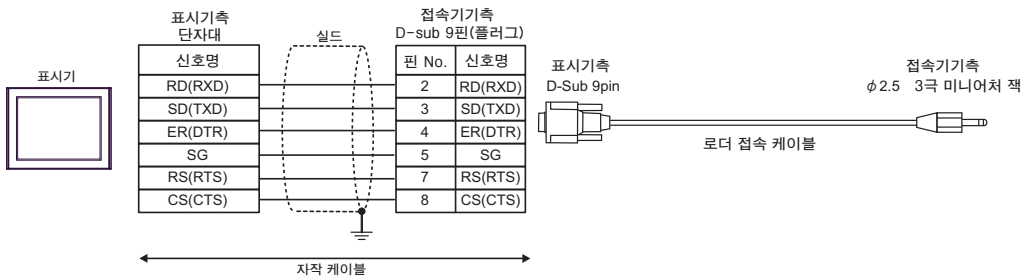 표시기
표시기측
단자대
실드
접속기기측
D-sub 9핀(플러그)
신호명
핀 No. 신호명
RD(RXD) 2 RD(RXD)
SD(TXD) 3 SD(TXD)
ER(DTR) 4 ER(DTR)
SG 5 SG
RS(RTS) 7 RS(RTS)
CS(CTS) 8 CS(CTS)
자작 케이블
표시기측
D-Sub 9pin
로더 접속 케이블
접속기기측
φ2.5 3극 미니어처 잭